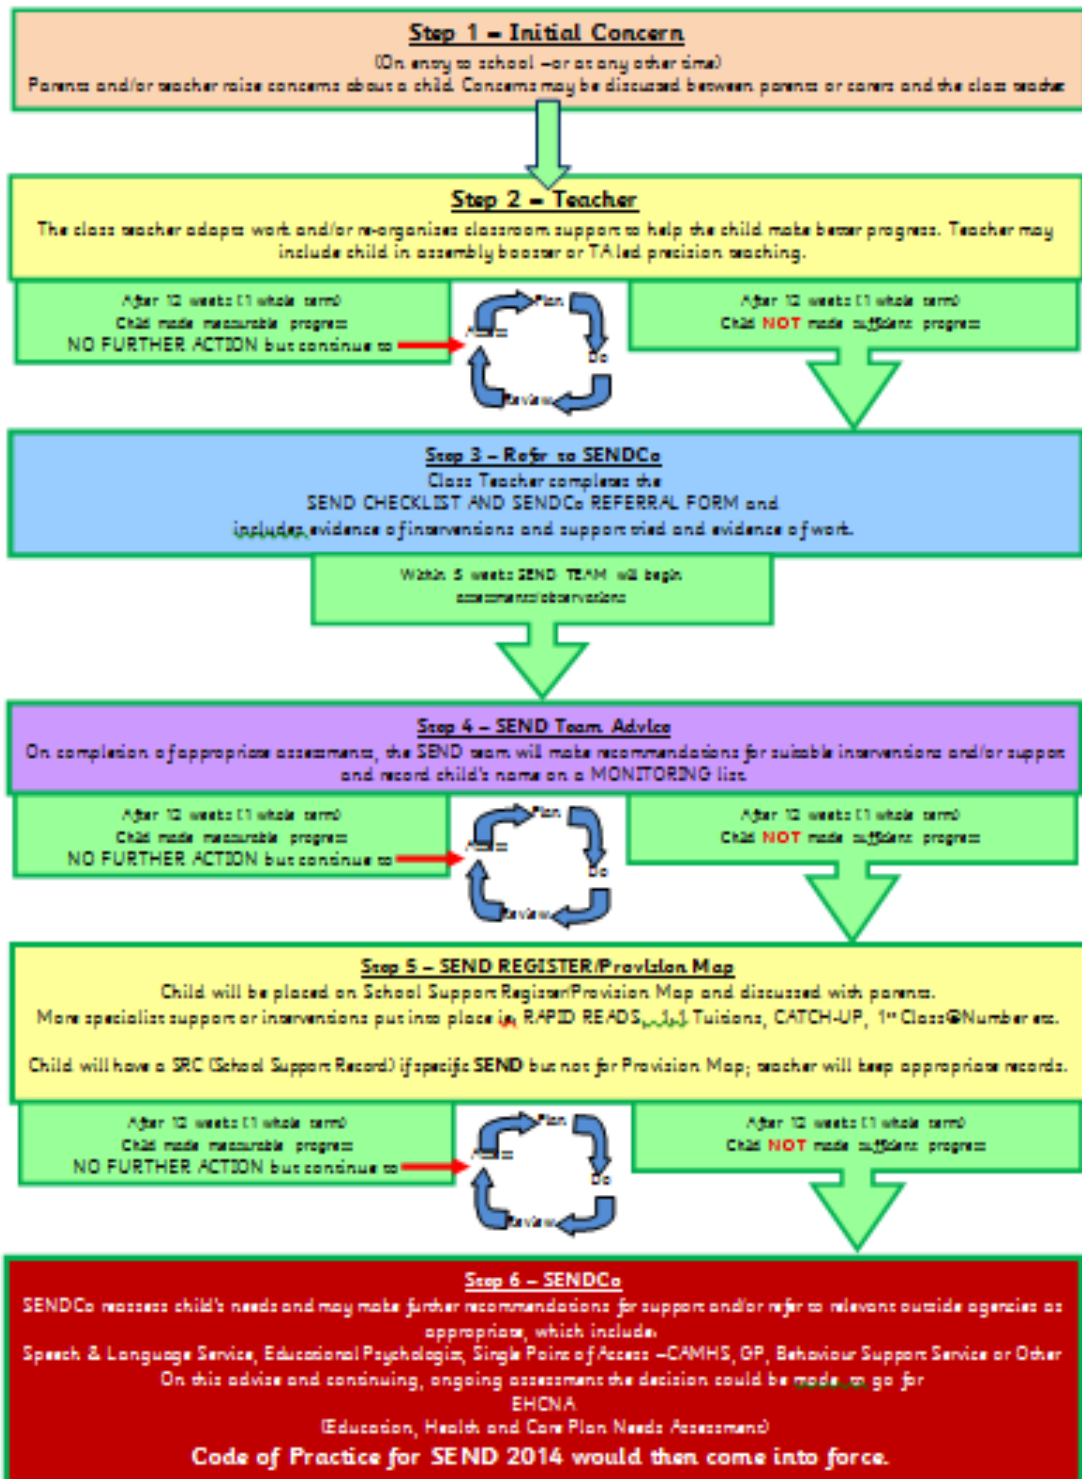 Step 1 – Initial Concern
(On entry to school –or at any other time)
Parents and/or teacher raise concerns about a child. Concerns may be discussed between parents or carers and the class teacher
Step 2 – Teacher
The class teacher adapts work and/or re-organises classroom support to help the child make better progress. Teacher may
include child in assembly booster or TA led precision teaching.
After 12 weeks (1 whole term)
Child made measurable progress
NO FURTHER ACTION but continue to
Plan
Assess
Do
Review
After 12 weeks (1 whole term)
Child NOT made sufficient progress
Step 3 – Refer to SENDCo
Class Teacher completes the
SEND CHECKLIST AND SENDCo REFERRAL FORM and
includes evidence of interventions and support tried and evidence of work.
Within 6 weeks SEND TEAM will begin
assessments/observations
Step 4 – SEND Team Advice
On completion of appropriate assessments, the SEND team will make recommendations for suitable interventions and/or support
and record child's name on a MONITORING list.
After 12 weeks (1 whole term)
Child made measurable progress
NO FURTHER ACTION but continue to
Plan
Assess
Do
Review
After 12 weeks (1 whole term)
Child NOT made sufficient progress
Step 5 – SEND REGISTER/Provision Map
Child will be placed on School Support Register/Provision Map and discussed with parents.
More specialist support or interventions put into place ie, RAPID READS, 1:1 Tuitions, CATCH-UP, 1st Class@Number etc.
Child will have a SRC (School Support Record) if specific SEND but not for Provision Map; teacher will keep appropriate records.
After 12 weeks (1 whole term)
Child made measurable progress
NO FURTHER ACTION but continue to
Plan
Assess
Do
Review
After 12 weeks (1 whole term)
Child NOT made sufficient progress
Step 6 – SENDCo
SENDCo reassess child's needs and may make further recommendations for support and/or refer to relevant outside agencies as
appropriate, which include:
Speech & Language Service, Educational Psychologist, Single Point of Access –CAMHS, GP, Behaviour Support Service or Other
On this advise and continuing, ongoing assessment the decision could be made to go for
EHCNA
(Education, Health and Care Plan Needs Assessment)
Code of Practice for SEND 2014 would then come into force.